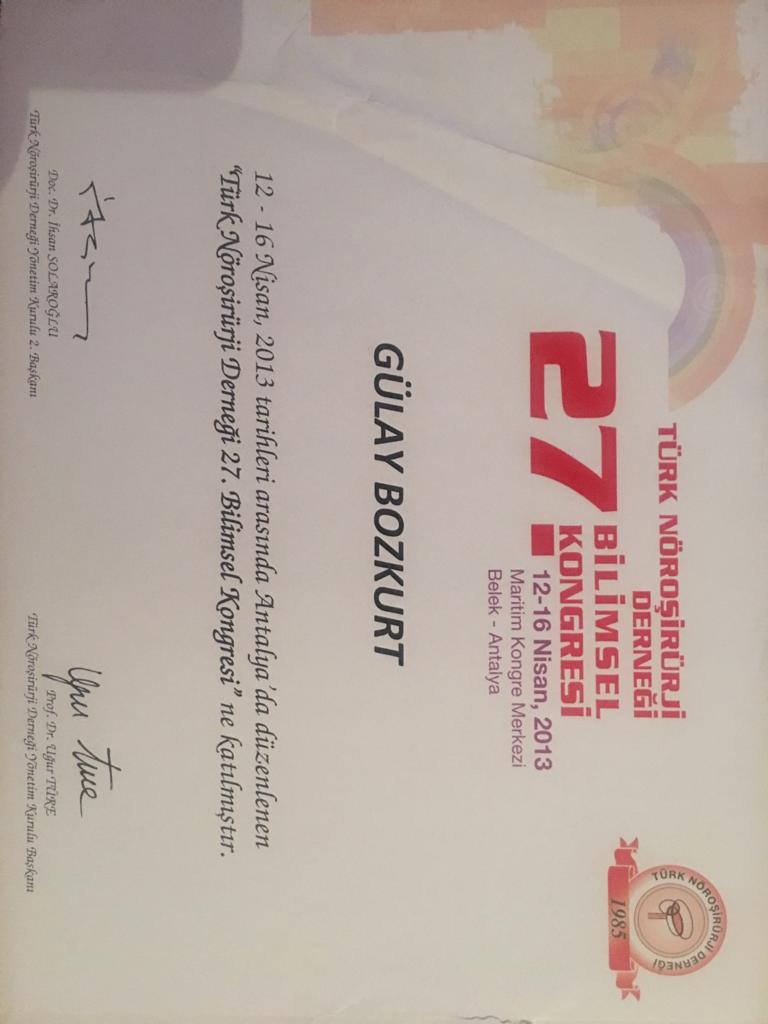 TÜRK NÖROŞİRÜRJİ
DERNEĞİ
27. BİLİMSEL
KONGRESİ
12-16 Nisan, 2013
Maritim Kongre Merkezi
Belek - Antalya
TÜRK NÖROŞİRÜRJİ DERNEĞİ
1985
GÜLAY BOZKURT
12 - 16 Nisan, 2013 tarihleri arasında Antalya'da düzenlenen
"Türk Nöroşirürji Derneği 27. Bilimsel Kongresi" ne katılmıştır.
Doc. Dr. İhsan SOLAROĞLU
Türk Nöroşirürji Derneği Yönetim Kurulu 2. Başkanı
Uğur Türe
Prof. Dr. Uğur TÜRE
Türk Nöroşirürji Derneği Yönetim Kurulu Başkanı